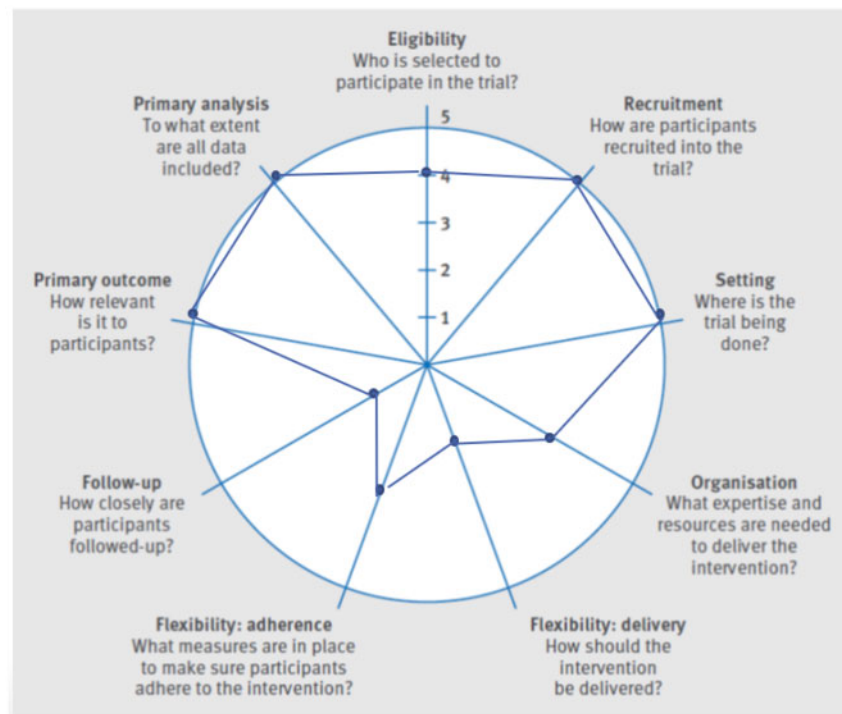 Eligibility
Who is selected to
participate in the trial?
Primary analysis
To what extent
are all data
included?
Recruitment
How are participants
recruited into the
trial?
5
4
3
2
1
Primary outcome
How relevant
is it to
participants?
Setting
Where is the
trial being
done?
Follow-up
How closely are
participants
followed-up?
Organisation
What expertise and
resources are needed
to deliver the
intervention?
Flexibility: adherence
What measures are in place
to make sure participants
adhere to the intervention?
Flexibility: delivery
How should the
intervention
be delivered?